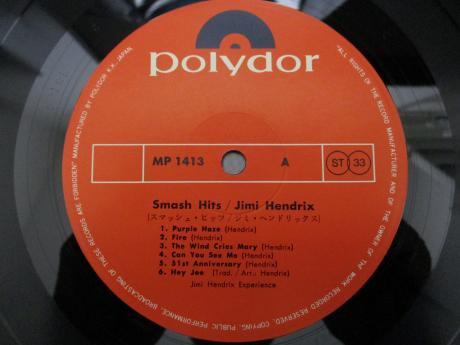 polydor
MP 1413
A
ST 33
Smash Hits / Jimi Hendrix
(スマッシュ・ヒッツ/ジミ・ヘンドリックス)
1. Purple Haze (Hendrix)
2. Fire (Hendrix)
3. The Wind Cries Mary (Hendrix)
4. Can You See Me (Hendrix)
5. 51st Anniversary (Hendrix)
6. Hey Joe (Trad. / Arr.: Hendrix)
Jimi Hendrix Experience
"ALL RIGHTS OF THE RECORD MANUFACTURER AND OF THE OWNER OF THE WORK RECORDED RESERVED. COPYING, PUBLIC PERFORMANCE, BROADCASTING OF THESE RECORDS ARE FORBIDDEN" MANUFACTURED BY POLYDOR K.K. JAPAN